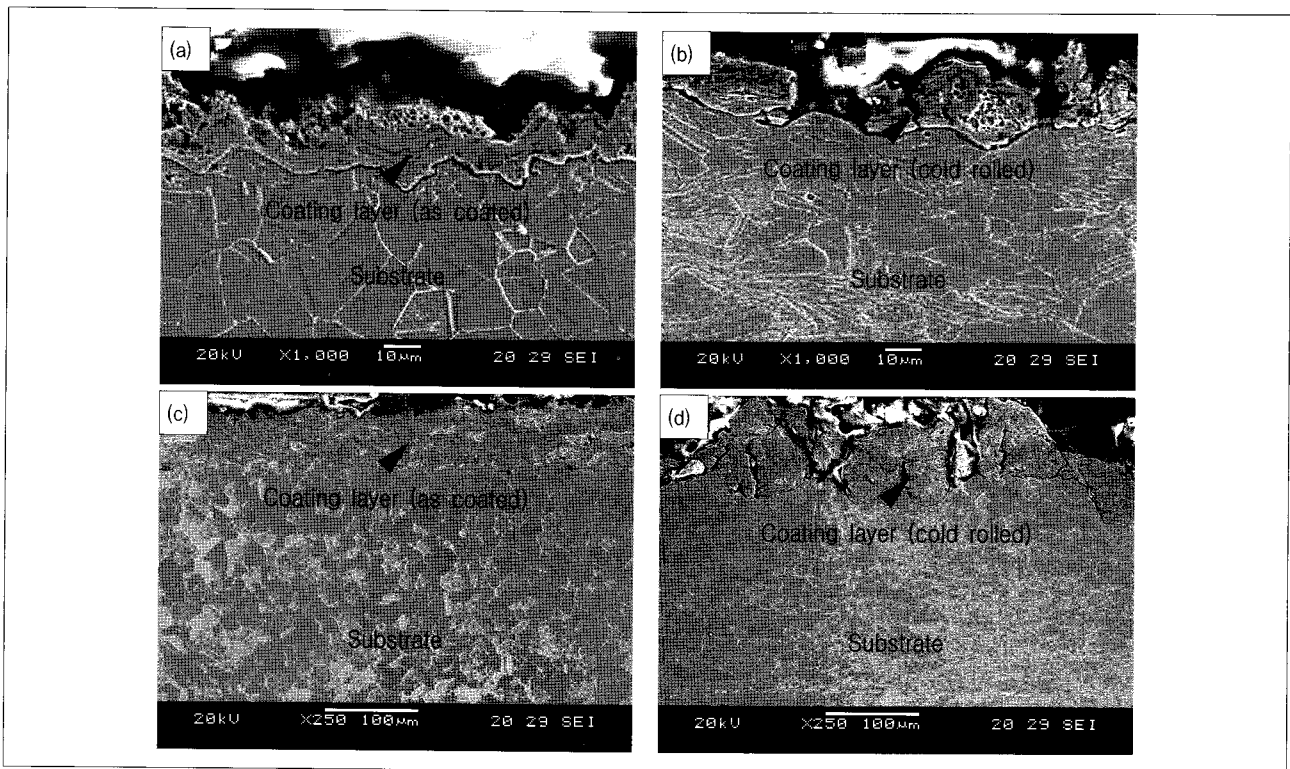 (a)
Coating layer (as coated)
Substrate
20kU X1,000 10μm 20 29 SEI
(b)
Coating layer (cold rolled)
Substrate
20kU X1,000 10μm 20 29 SEI
(c)
Coating layer (as coated)
Substrate
20kU X250 100μm 20 29 SEI
(d)
Coating layer (cold rolled)
Substrate
20kU X250 100μm 20 29 SEI